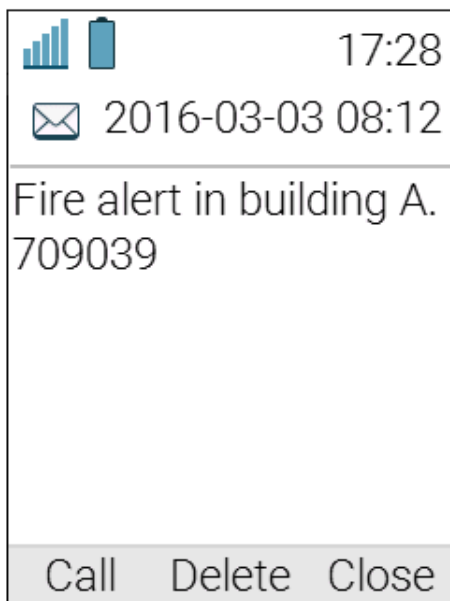 17:28
2016-03-03 08:12
Fire alert in building A.
709039
Call Delete Close